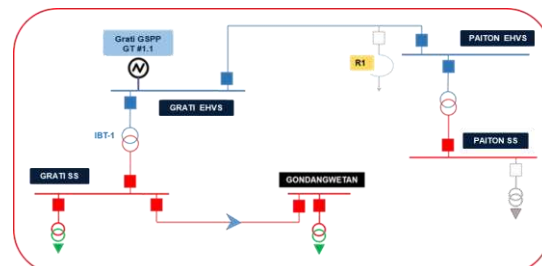 Grati GSPP
GT #1.1
PAITON EHVS
R1
GRATI EHVS
IBT-1
PAITON SS
GRATI SS
GONDANGWETAN